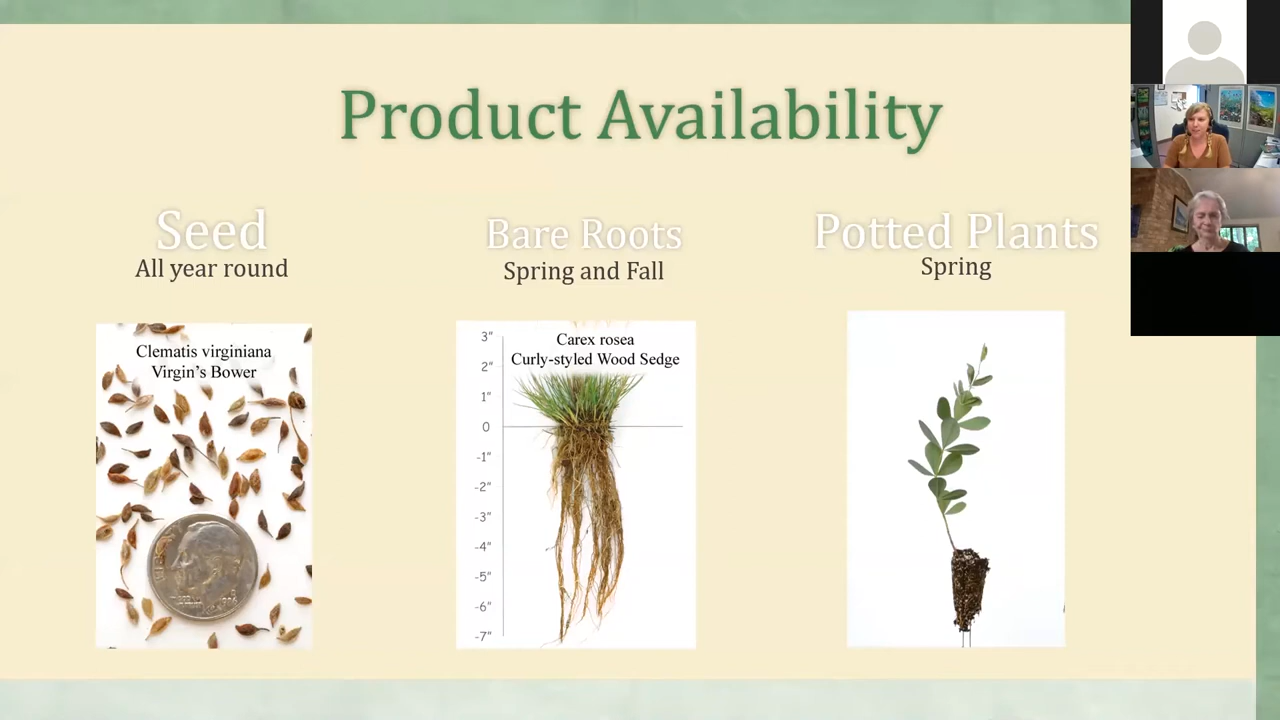 Product Availability
Seed
All year round
Bare Roots
Spring and Fall
Potted Plants
Spring
Clematis virginiana
Virgin's Bower
Carex rosea
Curly-styled Wood Sedge
3"
2"
1"
0
-1"
-2"
-3"
-4"
-5"
-6"
-7"